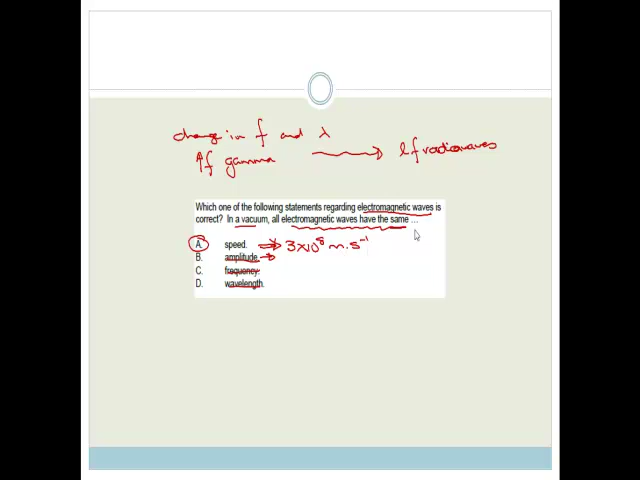 change in f and λ
↑f gamma → lf radiowaves
Which one of the following statements regarding electromagnetic waves is
correct? In a vacuum, all electromagnetic waves have the same ...
A. speed. → 3×10⁸ m.s⁻¹
B. amplitude. →
C. frequency.
D. wavelength.